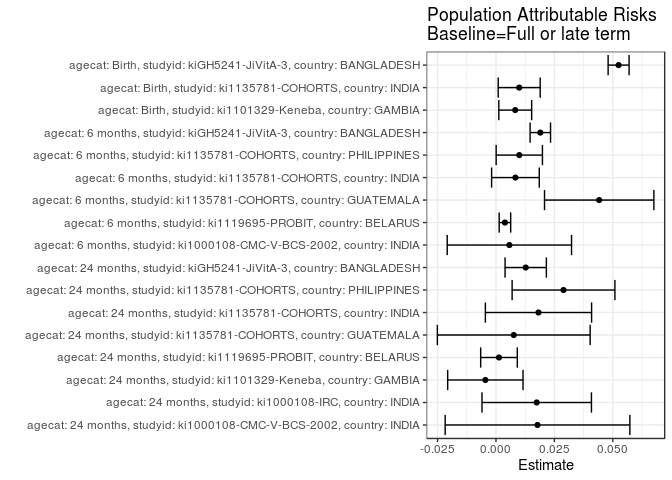 Population Attributable Risks
Baseline=Full or late term
agecat: Birth, studyid: kiGH5241-JiVitA-3, country: BANGLADESH
agecat: Birth, studyid: ki1135781-COHORTS, country: INDIA
agecat: Birth, studyid: ki1101329-Keneba, country: GAMBIA
agecat: 6 months, studyid: kiGH5241-JiVitA-3, country: BANGLADESH
agecat: 6 months, studyid: ki1135781-COHORTS, country: PHILIPPINES
agecat: 6 months, studyid: ki1135781-COHORTS, country: INDIA
agecat: 6 months, studyid: ki1135781-COHORTS, country: GUATEMALA
agecat: 6 months, studyid: ki1119695-PROBIT, country: BELARUS
agecat: 6 months, studyid: ki1000108-CMC-V-BCS-2002, country: INDIA
agecat: 24 months, studyid: kiGH5241-JiVitA-3, country: BANGLADESH
agecat: 24 months, studyid: ki1135781-COHORTS, country: PHILIPPINES
agecat: 24 months, studyid: ki1135781-COHORTS, country: INDIA
agecat: 24 months, studyid: ki1135781-COHORTS, country: GUATEMALA
agecat: 24 months, studyid: ki1119695-PROBIT, country: BELARUS
agecat: 24 months, studyid: ki1101329-Keneba, country: GAMBIA
agecat: 24 months, studyid: ki1000108-IRC, country: INDIA
agecat: 24 months, studyid: ki1000108-CMC-V-BCS-2002, country: INDIA
-0.025 0.000 0.025 0.050
Estimate